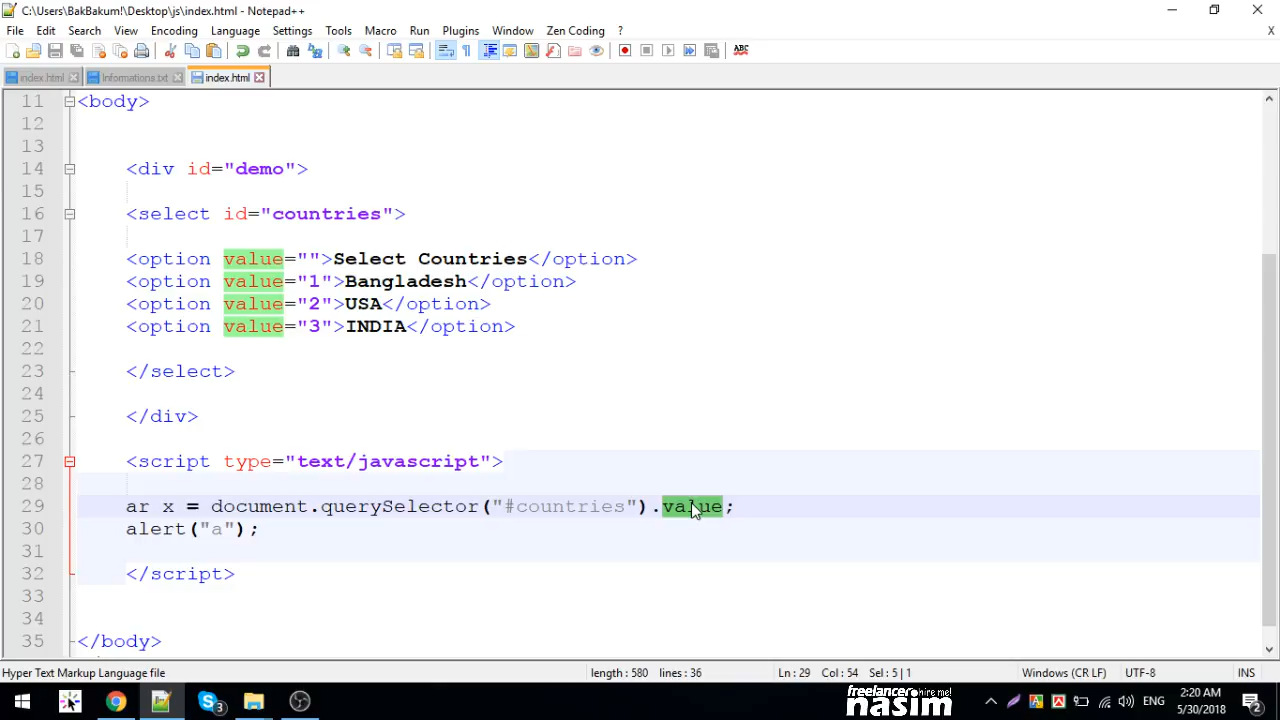 C:\Users\BakBakum!\Desktop\js\index.html - Notepad++
File Edit Search View Encoding Language Settings Tools Macro Run Plugins Window Zen Coding ? X
ABC
index.html Informations.txt index.html
11 <body>
12
13
14 <div id="demo">
15
16 <select id="countries">
17
18 <option value="">Select Countries</option>
19 <option value="1">Bangladesh</option>
20 <option value="2">USA</option>
21 <option value="3">INDIA</option>
22
23 </select>
24
25 </div>
26
27 <script type="text/javascript">
28
29 ar x = document.querySelector("#countries").value;
30 alert("a");
31
32 </script>
33
34
35 </body>
Hyper Text Markup Language file length : 580 lines : 36 Ln : 29 Col : 54 Sel : 5 | 1 Windows (CR LF) UTF-8 INS
3 freelancer hire me! nasim ENG 2:20 AM 5/30/2018 2